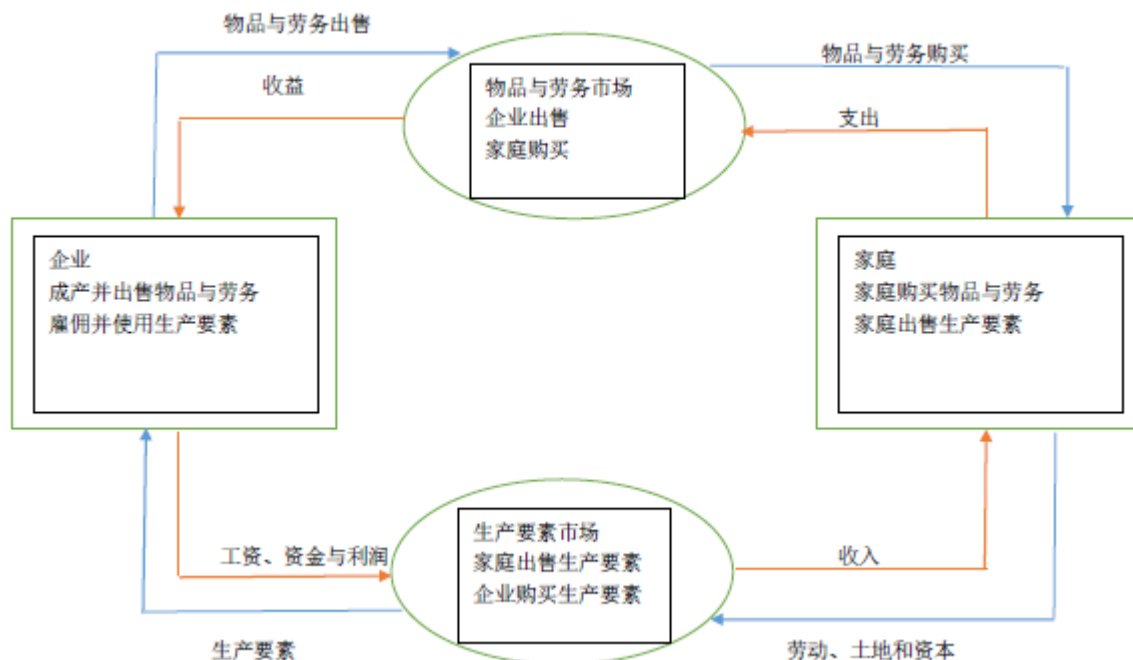 物品与劳务出售
物品与劳务购买
收益
物品与劳务市场
企业出售
家庭购买
支出
企业
成产并出售物品与劳务
雇佣并使用生产要素
家庭
家庭购买物品与劳务
家庭出售生产要素
生产要素市场
家庭出售生产要素
企业购买生产要素
工资、资金与利润
收入
生产要素
劳动、土地和资本